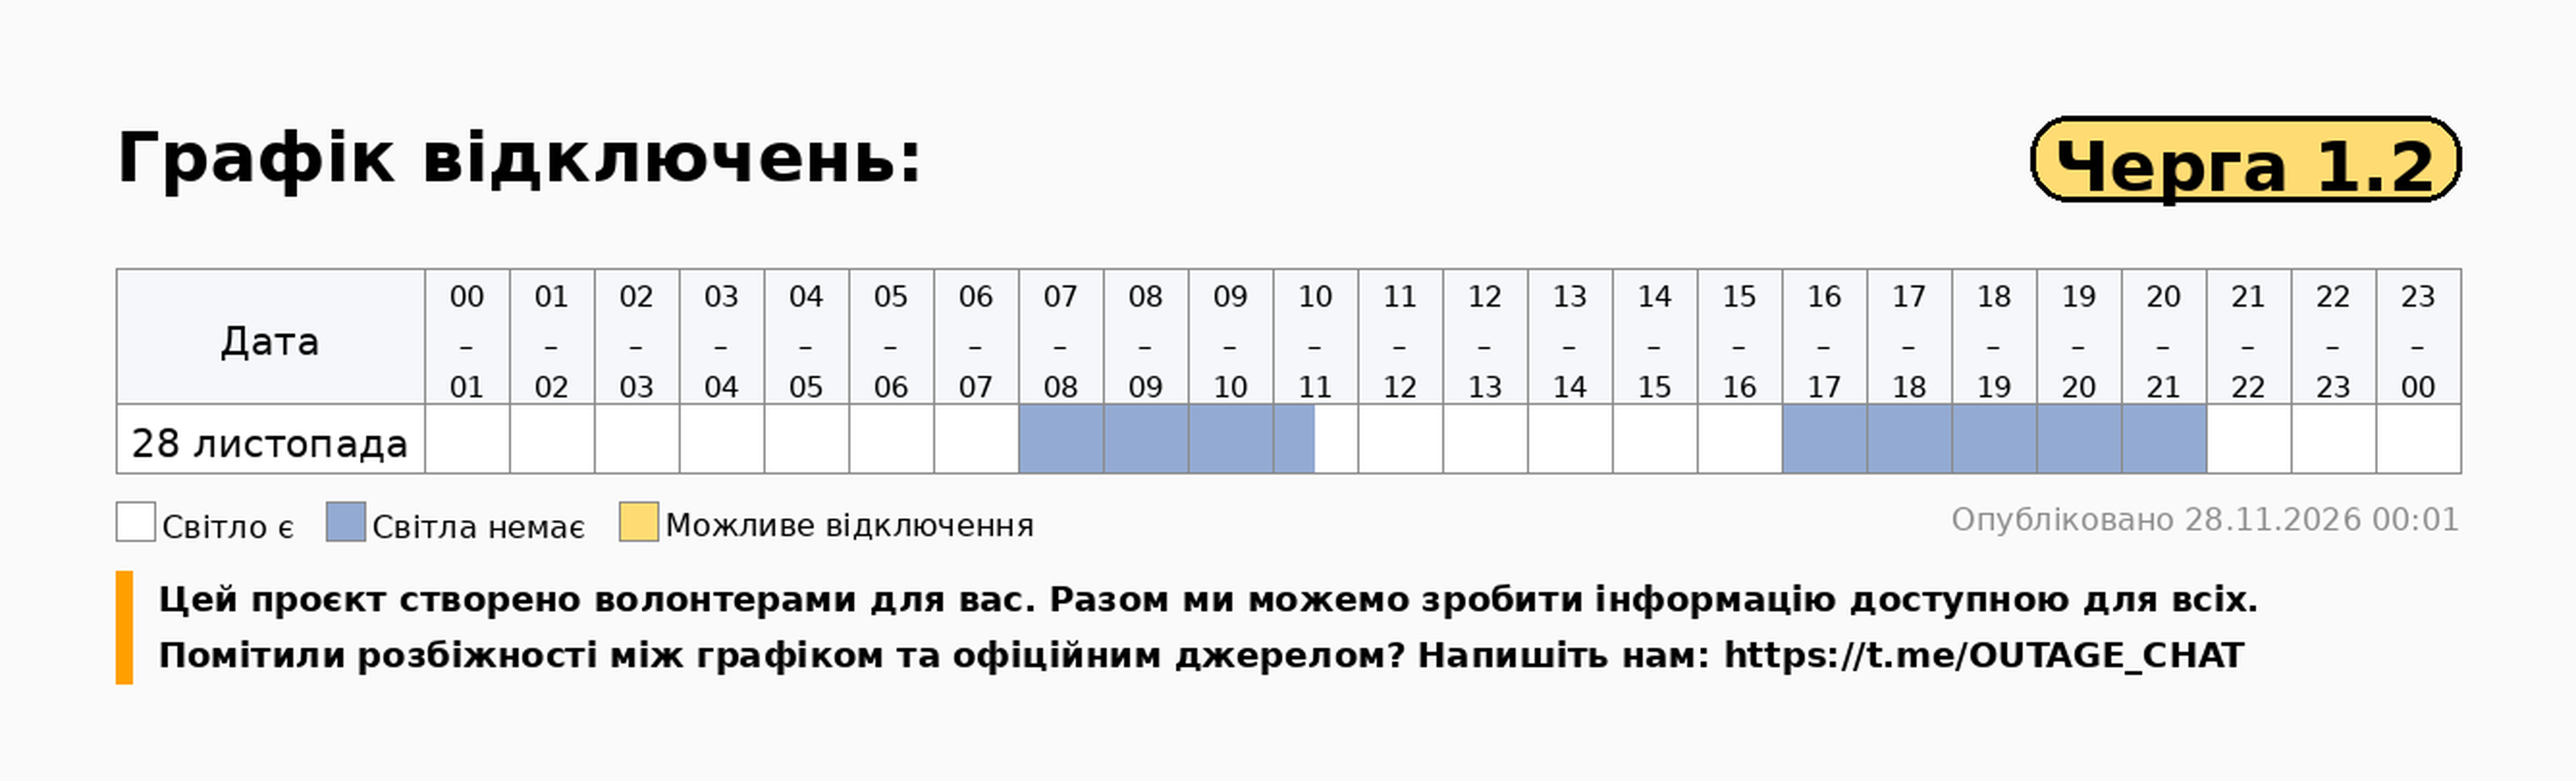 Графік відключень:
Черга 1.2
Дата
00 – 01
01 – 02
02 – 03
03 – 04
04 – 05
05 – 06
06 – 07
07 – 08
08 – 09
09 – 10
10 – 11
11 – 12
12 – 13
13 – 14
14 – 15
15 – 16
16 – 17
17 – 18
18 – 19
19 – 20
20 – 21
21 – 22
22 – 23
23 – 00
28 листопада
Світло є
Світла немає
Можливе відключення
Опубліковано 28.11.2026 00:01
Цей проєкт створено волонтерами для вас. Разом ми можемо зробити інформацію доступною для всіх.
Помітили розбіжності між графіком та офіційним джерелом? Напишіть нам: https://t.me/OUTAGE_CHAT